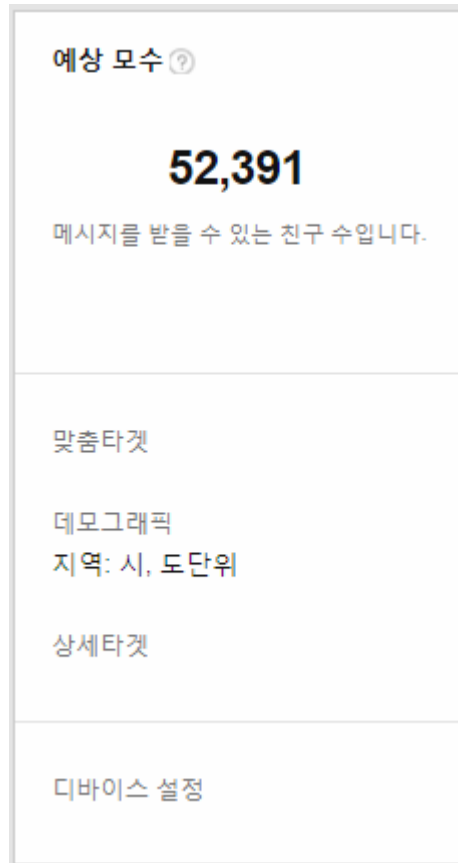 예상 모수 ?
52,391
메시지를 받을 수 있는 친구 수입니다.
맞춤타겟
데모그래픽
지역: 시, 도단위
상세타겟
디바이스 설정